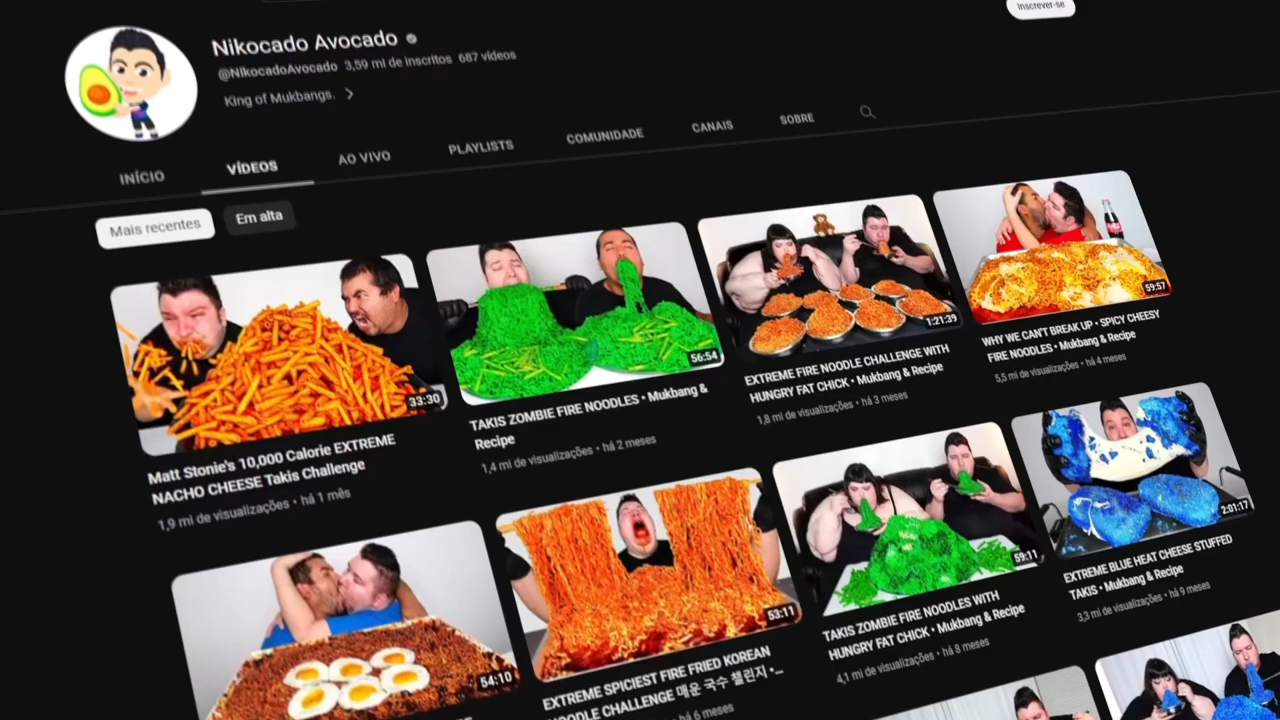 Inscrever-se
Nikocado Avocado
@NikocadoAvocado 3,59 mi de inscritos 687 vídeos
King of Mukbangs.
INÍCIO VÍDEOS AO VIVO PLAYLISTS COMUNIDADE CANAIS SOBRE
Mais recentes Em alta
33:30
Matt Stonie's 10,000 Calorie EXTREME
NACHO CHEESE Takis Challenge
1,9 mi de visualizações • há 1 mês
56:54
TAKIS ZOMBIE FIRE NOODLES • Mukbang &
Recipe
1,4 mi de visualizações • há 2 meses
1:21:39
EXTREME FIRE NOODLE CHALLENGE WITH
HUNGRY FAT CHICK • Mukbang & Recipe
1,8 mi de visualizações • há 3 meses
59:57
WHY WE CAN'T BREAK UP • SPICY CHEESY
FIRE NOODLES • Mukbang & Recipe
5,5 mi de visualizações • há 4 meses
54:10
53:11
EXTREME SPICIEST FIRE FRIED KOREAN
NOODLE CHALLENGE 매운 국수 챌린지 •...
há 6 meses
59:11
TAKIS ZOMBIE FIRE NOODLES WITH
HUNGRY FAT CHICK • Mukbang & Recipe
4,1 mi de visualizações • há 8 meses
2:01:17
EXTREME BLUE HEAT CHEESE STUFFED
TAKIS • Mukbang & Recipe
3,3 mi de visualizações • há 9 meses